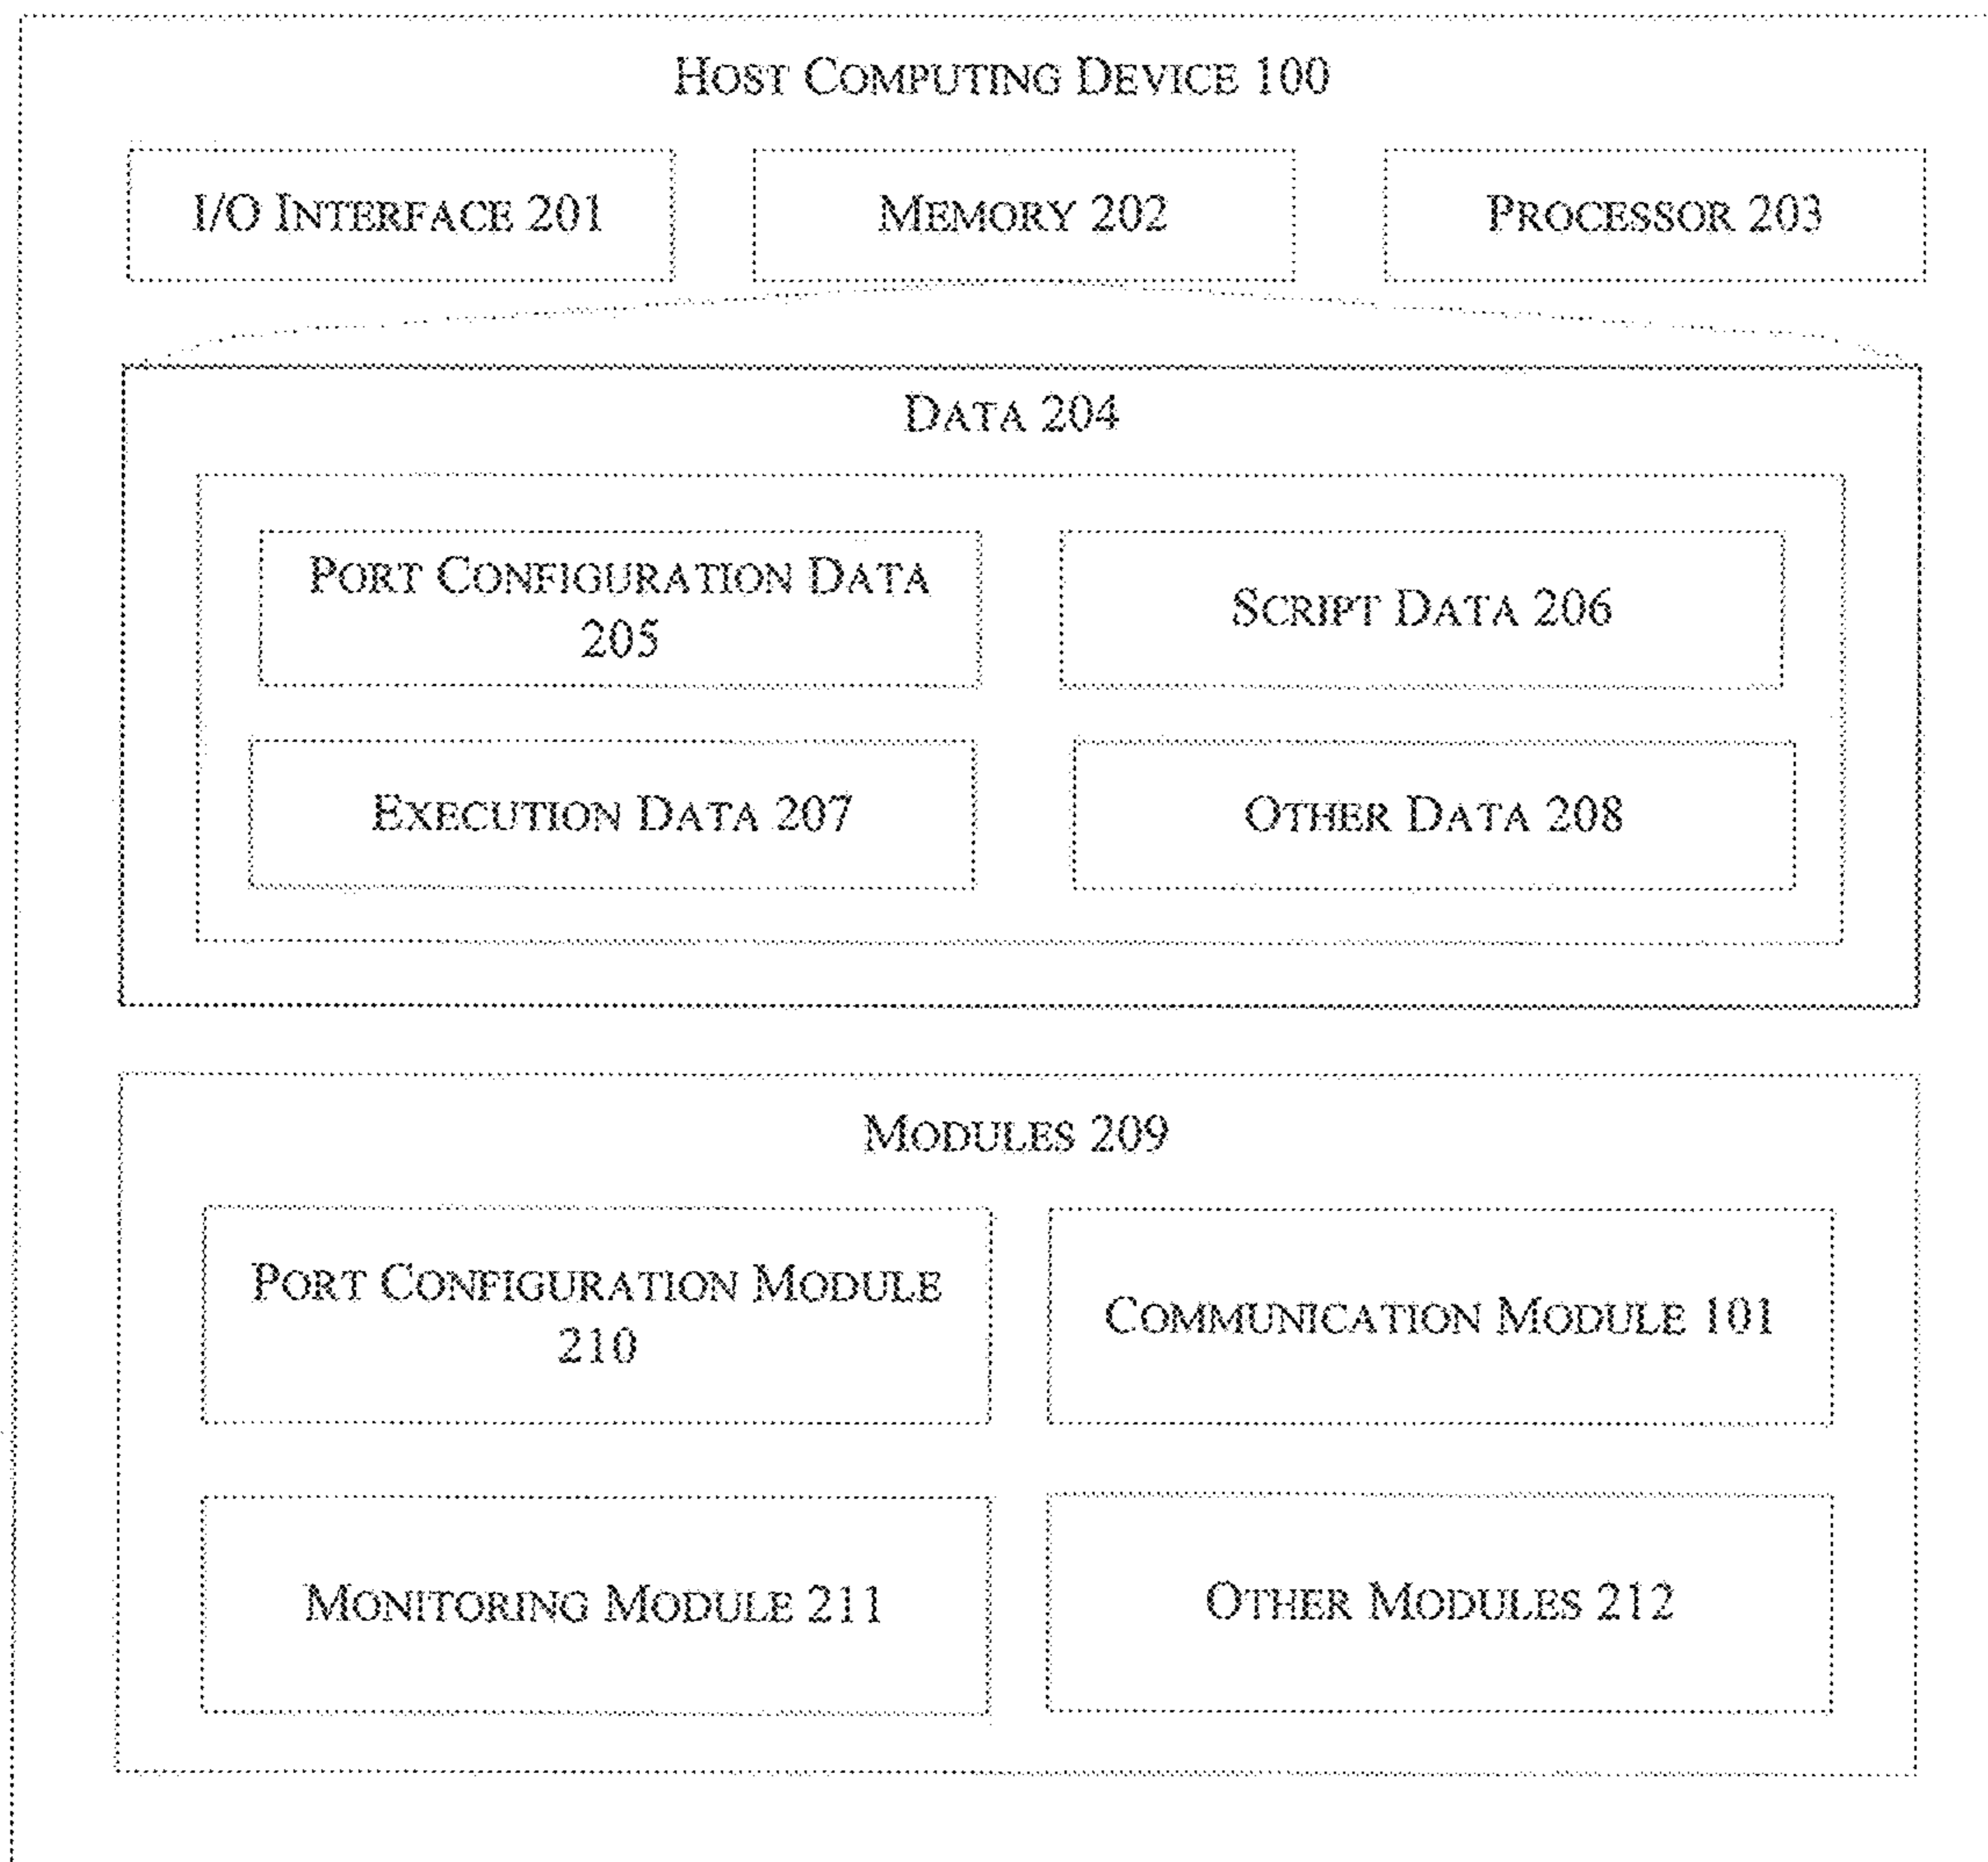 HOST COMPUTING DEVICE 100
I/O INTERFACE 201
MEMORY 202
PROCESSOR 203
DATA 204
PORT CONFIGURATION DATA
205
SCRIPT DATA 206
EXECUTION DATA 207
OTHER DATA 208
MODULES 209
PORT CONFIGURATION MODULE
210
COMMUNICATION MODULE 101
MONITORING MODULE 211
OTHER MODULES 212